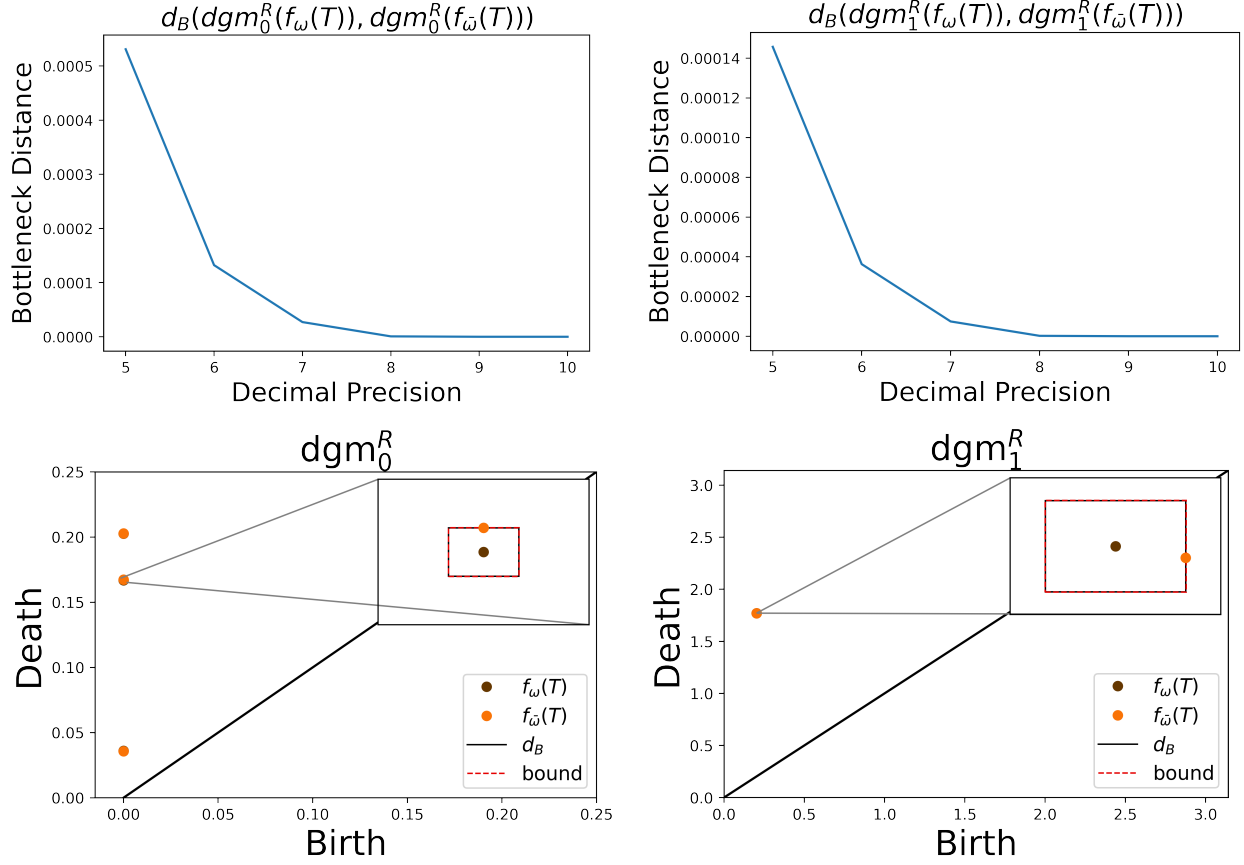 d_B(dgm_0^R(f_ω(T)), dgm_0^R(f_ω̄(T)))
Bottleneck Distance
0.0005
0.0004
0.0003
0.0002
0.0001
0.0000
5 6 7 8 9 10
Decimal Precision
d_B(dgm_1^R(f_ω(T)), dgm_1^R(f_ω̄(T)))
Bottleneck Distance
0.00014
0.00012
0.00010
0.00008
0.00006
0.00004
0.00002
0.00000
5 6 7 8 9 10
Decimal Precision
dgm_0^R
Death
0.25
0.20
0.15
0.10
0.05
0.00
f_ω(T)
f_ω̄(T)
d_B
bound
0.00 0.05 0.10 0.15 0.20 0.25
Birth
dgm_1^R
Death
3.0
2.5
2.0
1.5
1.0
0.5
0.0
f_ω(T)
f_ω̄(T)
d_B
bound
0.0 0.5 1.0 1.5 2.0 2.5 3.0
Birth